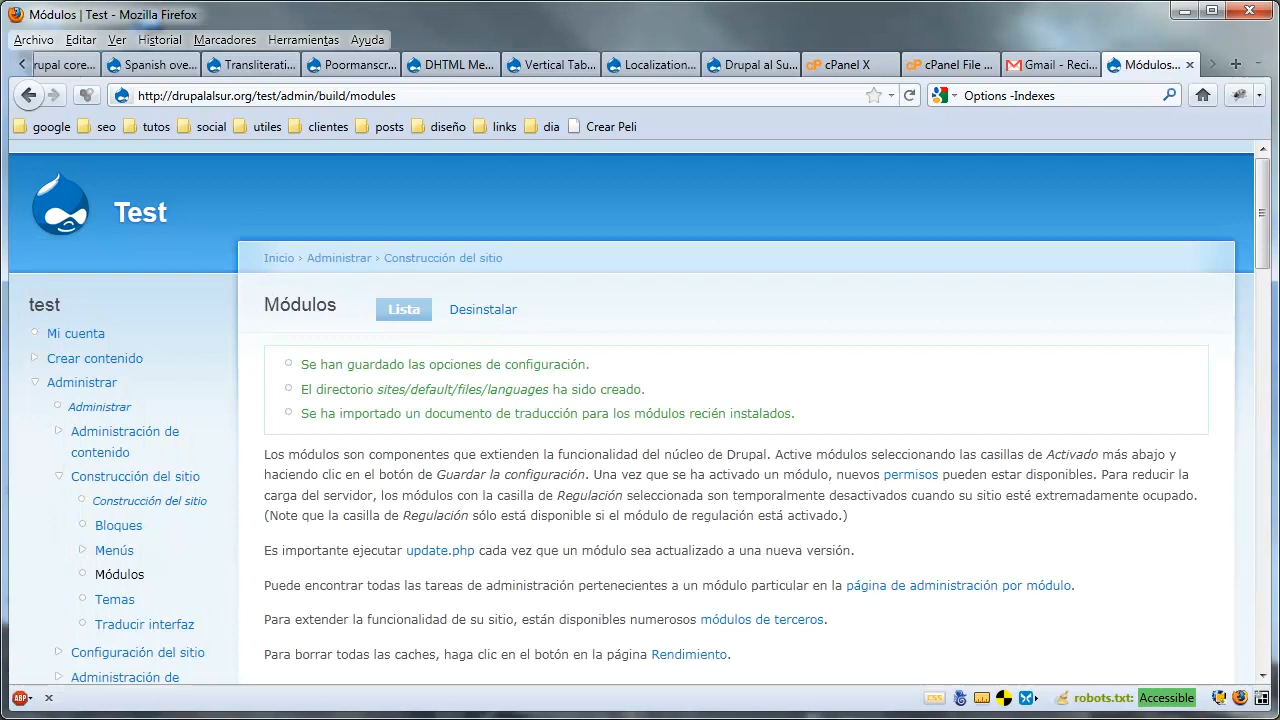 Módulos | Test - Mozilla Firefox
Archivo Editar Ver Historial Marcadores Herramientas Ayuda
rupal core... Spanish ove... Transliterati... Poormanscr... DHTML Me... Vertical Tab... Localization... Drupal al Su... cPanel X cPanel File ... Gmail - Reci... Módulos...
http://drupalalsur.org/test/admin/build/modules Options -Indexes
google seo tutos social utiles clientes posts diseño links dia Crear Peli
Test
Inicio › Administrar › Construcción del sitio
test
Mi cuenta
Crear contenido
Administrar
Administrar
Administración de
contenido
Construcción del sitio
Construcción del sitio
Bloques
Menús
Módulos
Temas
Traducir interfaz
Configuración del sitio
Administración de
Módulos Lista Desinstalar
Se han guardado las opciones de configuración.
El directorio sites/default/files/languages ha sido creado.
Se ha importado un documento de traducción para los módulos recién instalados.
Los módulos son componentes que extienden la funcionalidad del núcleo de Drupal. Active módulos seleccionando las casillas de Activado más abajo y
haciendo clic en el botón de Guardar la configuración. Una vez que se ha activado un módulo, nuevos permisos pueden estar disponibles. Para reducir la
carga del servidor, los módulos con la casilla de Regulación seleccionada son temporalmente desactivados cuando su sitio esté extremadamente ocupado.
(Note que la casilla de Regulación sólo está disponible si el módulo de regulación está activado.)
Es importante ejecutar update.php cada vez que un módulo sea actualizado a una nueva versión.
Puede encontrar todas las tareas de administración pertenecientes a un módulo particular en la página de administración por módulo.
Para extender la funcionalidad de su sitio, están disponibles numerosos módulos de terceros.
Para borrar todas las caches, haga clic en el botón en la página Rendimiento.
ABP CSS robots.txt: Accessible